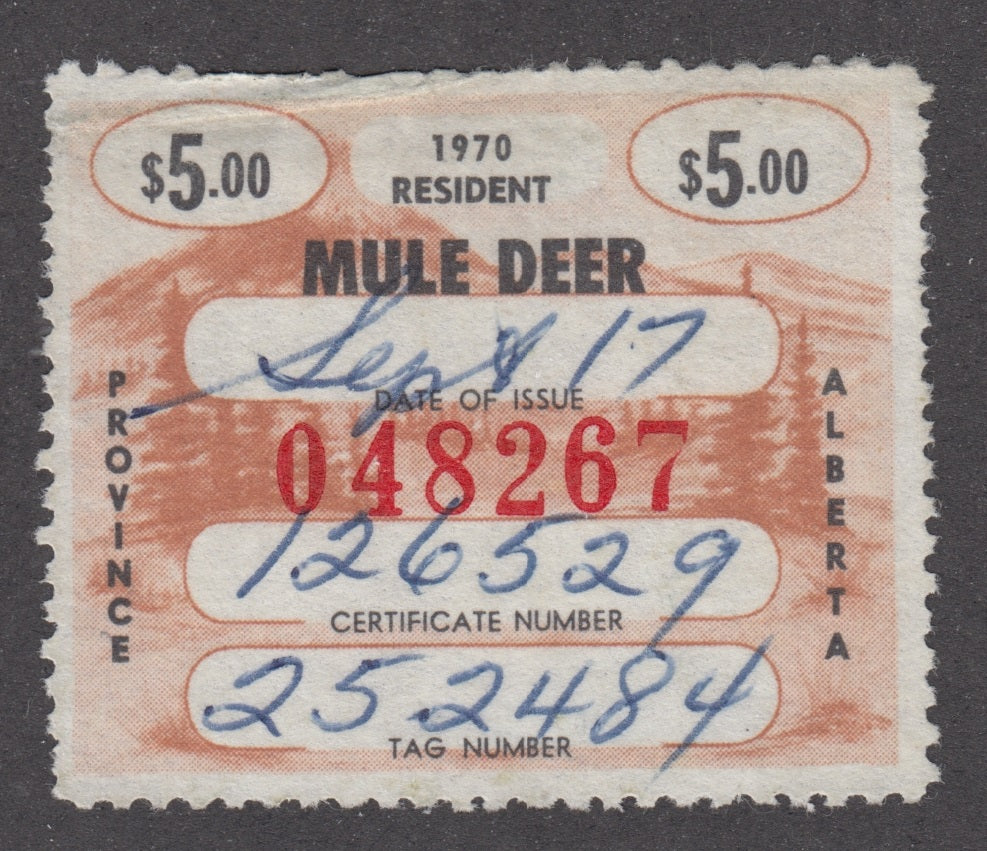 $5.00 1970 $5.00
RESIDENT
MULE DEER
Sept 17
DATE OF ISSUE
PROVINCE
ALBERTA
048267
126529
CERTIFICATE NUMBER
252484
TAG NUMBER